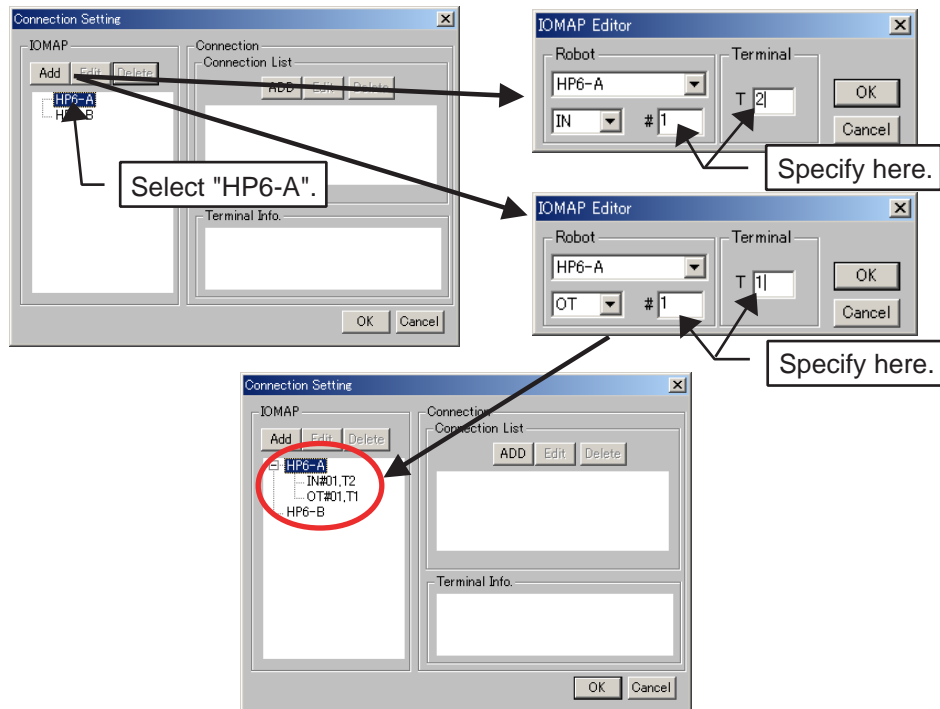 Connection Setting
IOMAP
Add Edit Delete
HP6-A
Select "HP6-A".
Connection
Connection List
ADD Edit Delete
Terminal Info.
OK Cancel
IOMAP Editor
Robot
HP6-A
IN # 1
Terminal
T 2
OK
Cancel
Specify here.
IOMAP Editor
Robot
HP6-A
OT # 1
Terminal
T 1
OK
Cancel
Specify here.
Connection Setting
IOMAP
Add Edit Delete
HP6-A
IN#01,T2
OT#01,T1
HP6-B
Connection
Connection List
ADD Edit Delete
Terminal Info.
OK Cancel